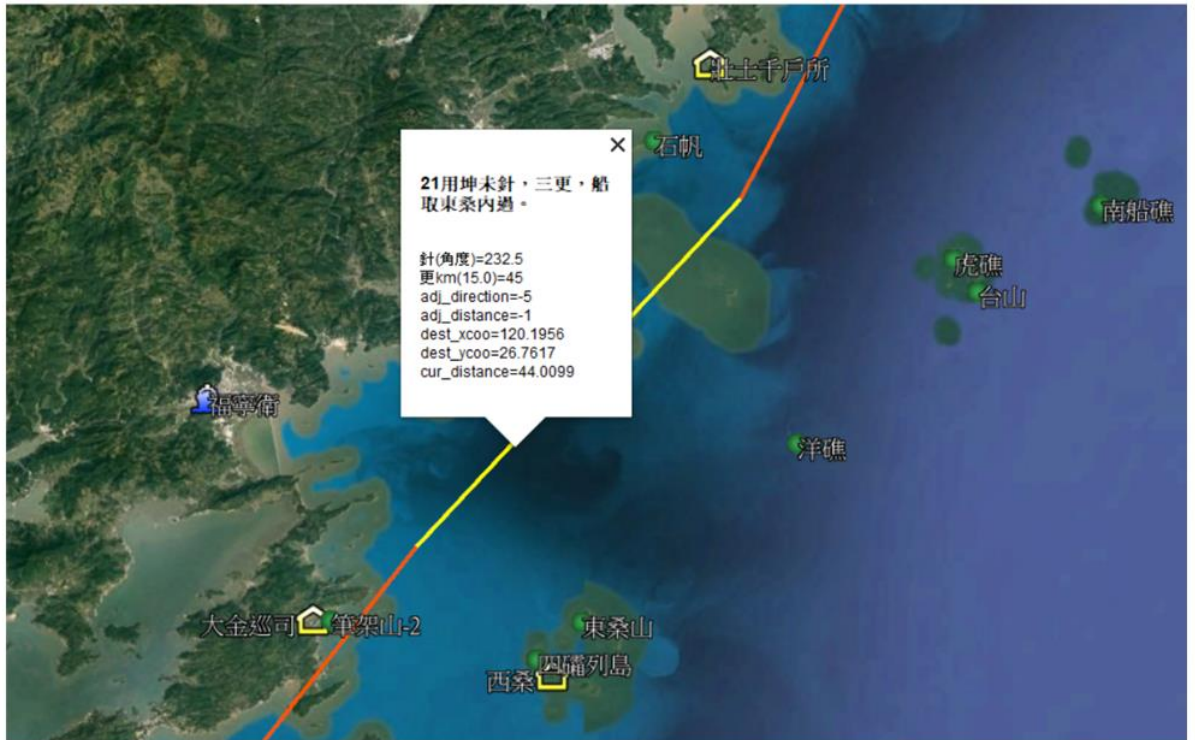 壯士千戶所
石帆
×
21用坤未針，三更，船
取東桑內過。
針(角度)=232.5
更km(15.0)=45
adj_direction=-5
adj_distance=-1
dest_xcoo=120.1956
dest_ycoo=26.7617
cur_distance=44.0099
南船礁
虎礁
台山
福寧衛
洋礁
大金巡司
筆架山-2
東桑山
四礵列島
西桑